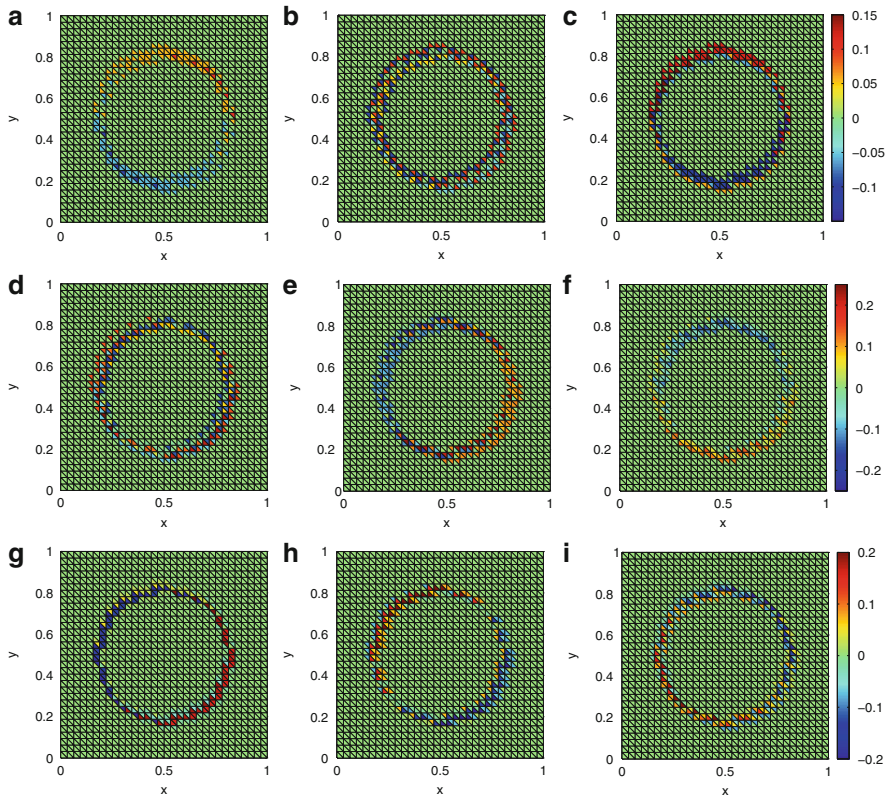 a b c
1 1 1 0.15
0.8 0.8 0.8 0.1
0.6 0.6 0.6 0.05
y y y 0
0.4 0.4 0.4 −0.05
0.2 0.2 0.2 −0.1
0 0 0
0 0.5 1 0 0.5 1 0 0.5 1
x x x
d e f
1 1 1
0.8 0.8 0.8 0.2
0.6 0.6 0.6 0.1
y y y 0
0.4 0.4 0.4 −0.1
0.2 0.2 0.2 −0.2
0 0 0
0 0.5 1 0 0.5 1 0 0.5 1
x x x
g h i
1 1 1 0.2
0.8 0.8 0.8
0.6 0.6 0.6 0.1
y y y 0
0.4 0.4 0.4
0.2 0.2 0.2 −0.1
0 0 0 −0.2
0 0.5 1 0 0.5 1 0 0.5 1
x x x